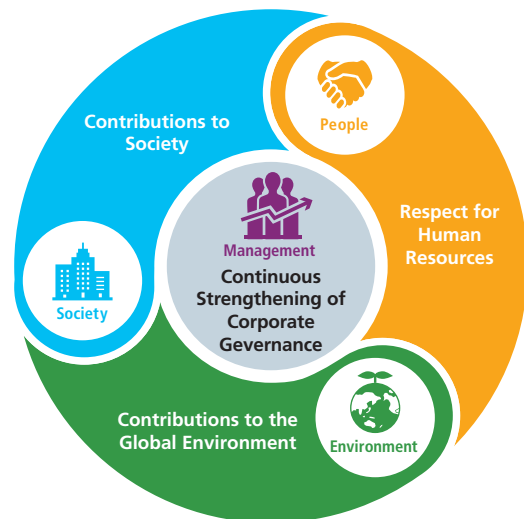 Contributions to
Society
People
Respect for
Human
Resources
Management
Continuous
Strengthening of
Corporate
Gevernance
Society
Contributions to the
Global Environment
Environment